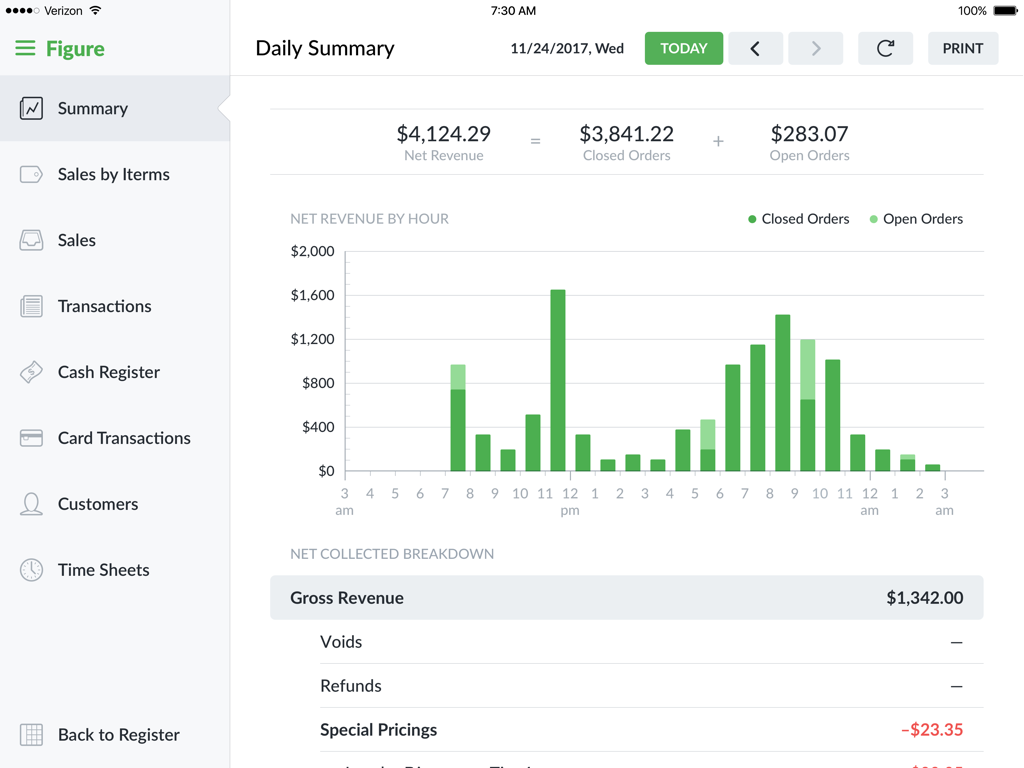 Verizon 7:30 AM 100%
Figure
Daily Summary 11/24/2017, Wed TODAY PRINT
Summary
Sales by Iterms
Sales
Transactions
Cash Register
Card Transactions
Customers
Time Sheets
Back to Register
$4,124.29 = $3,841.22 + $283.07
Net Revenue Closed Orders Open Orders
NET REVENUE BY HOUR Closed Orders Open Orders
$2,000
$1,600
$1,200
$800
$400
$0
3 4 5 6 7 8 9 10 11 12 1 2 3 4 5 6 7 8 9 10 11 12 1 2 3
am pm am am
NET COLLECTED BREAKDOWN
Gross Revenue $1,342.00
Voids —
Refunds —
Special Pricings –$23.35